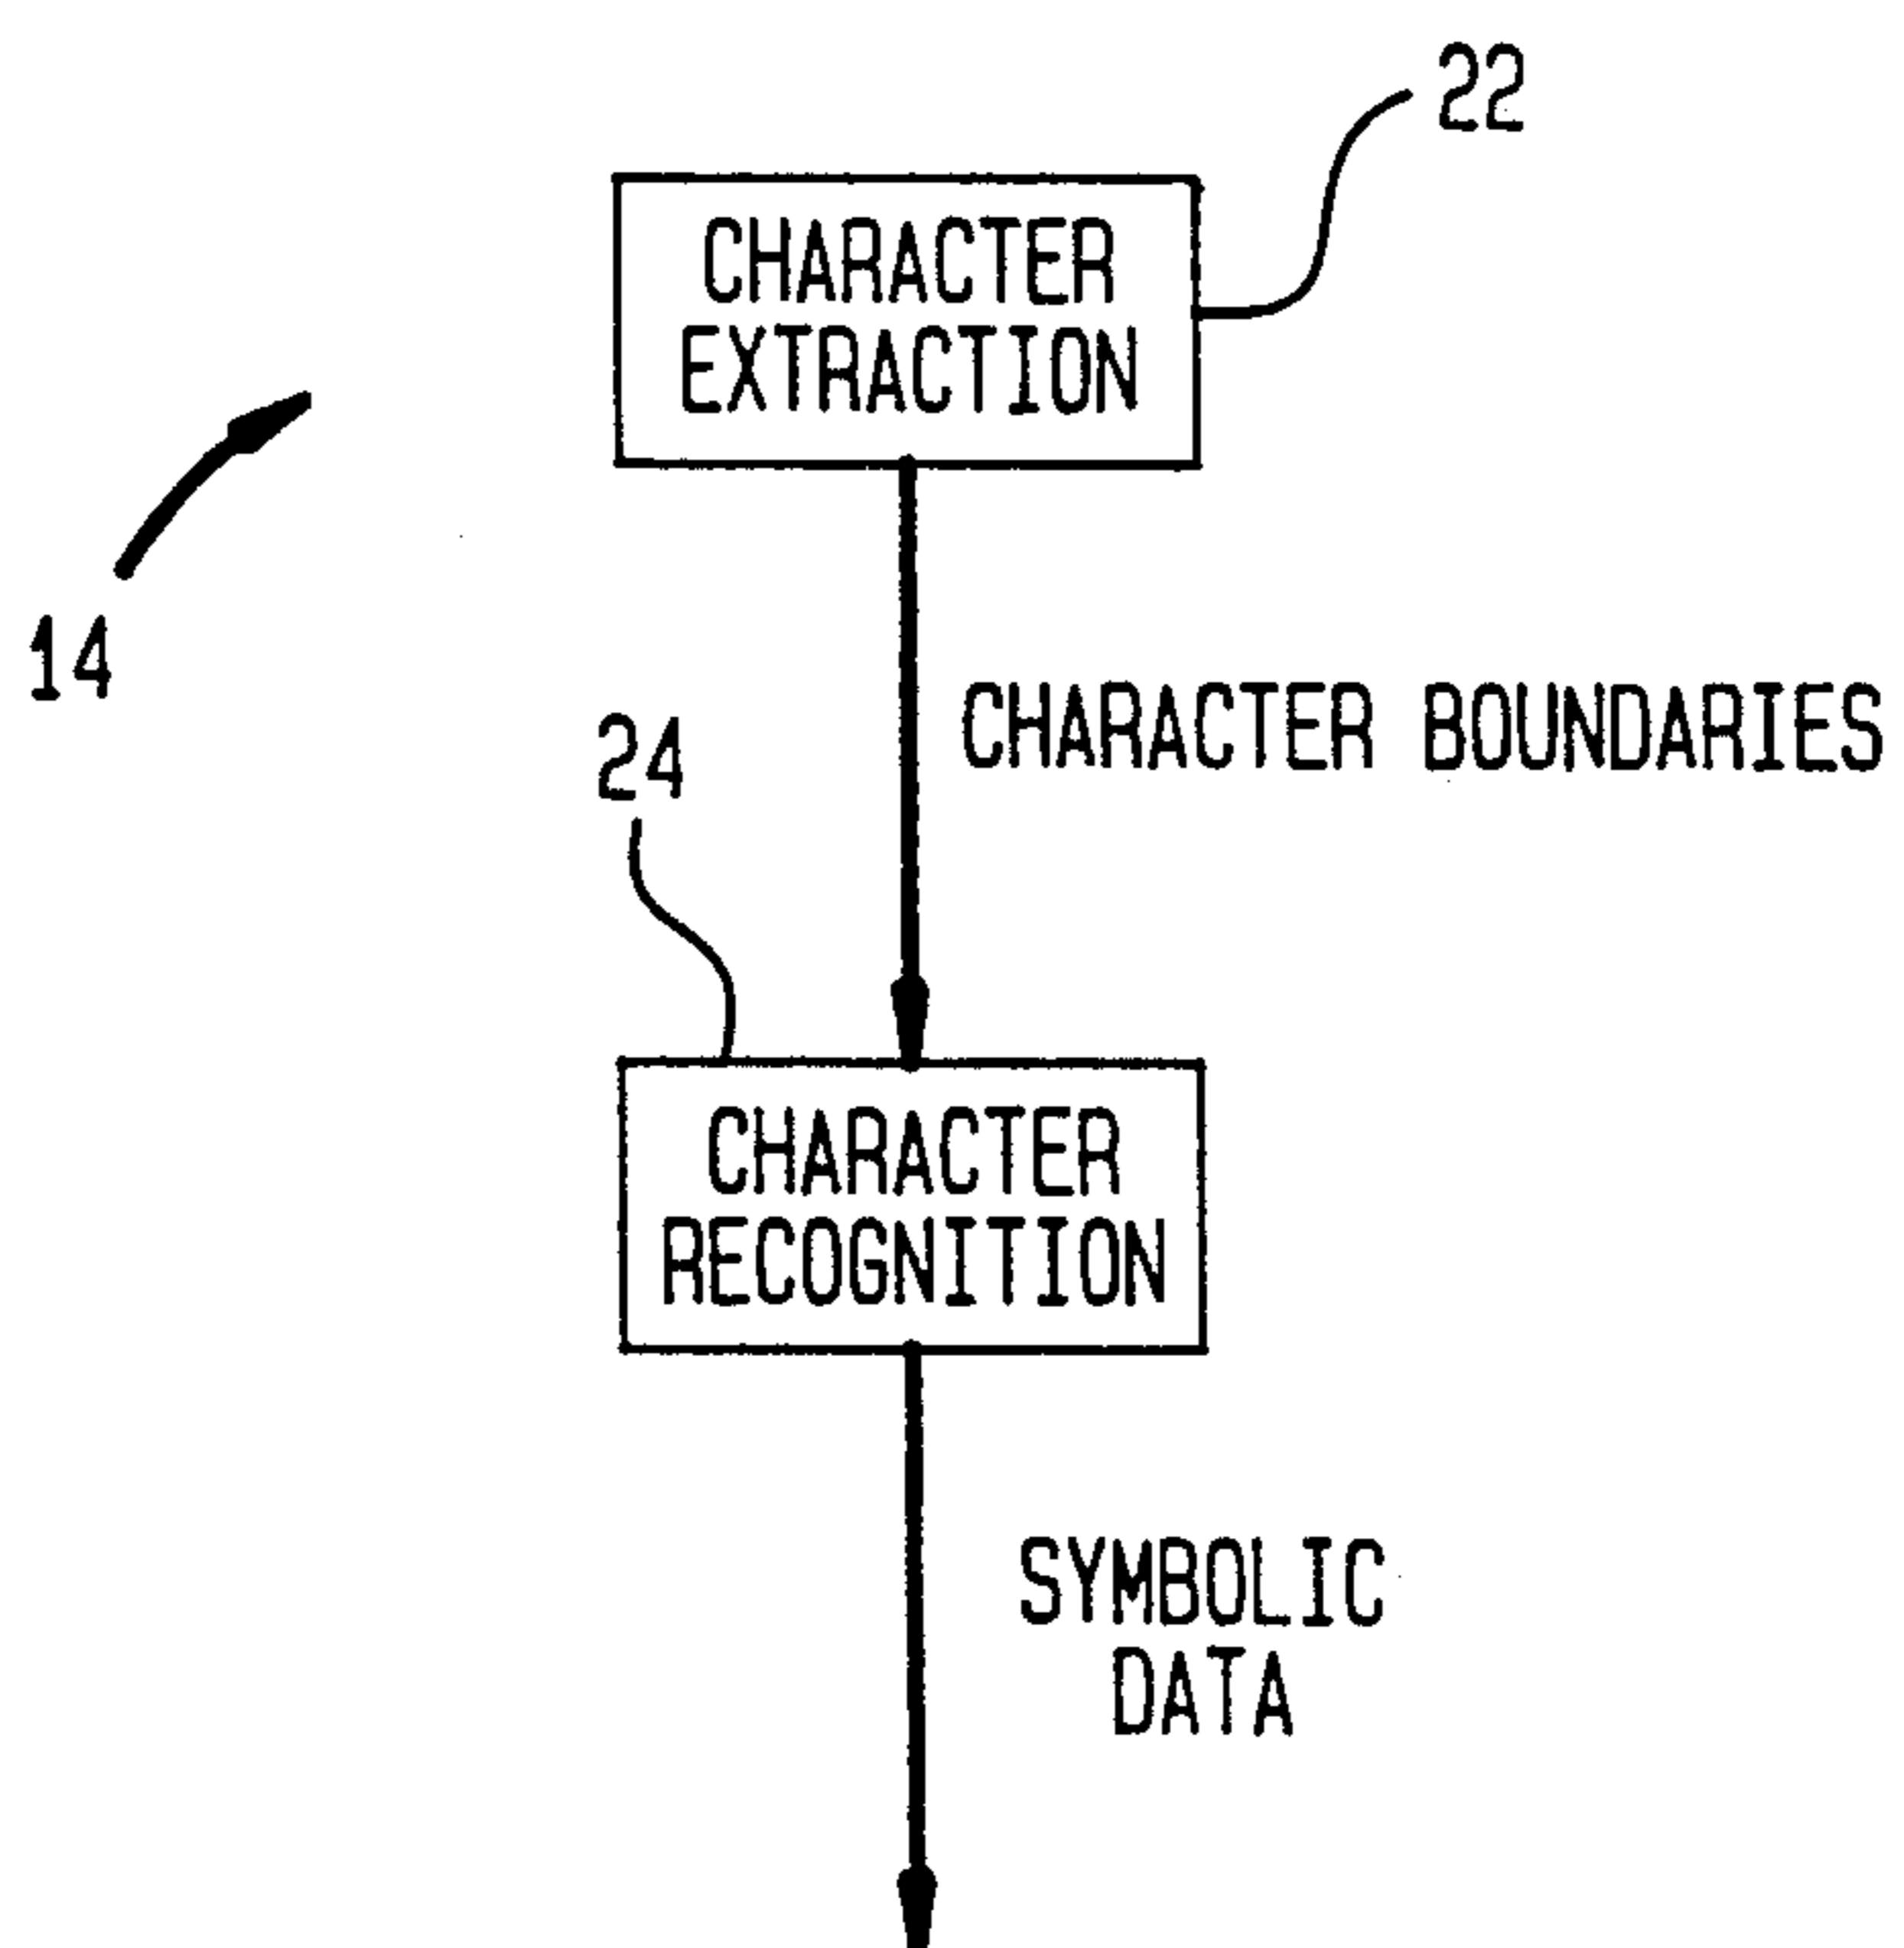 22
CHARACTER
EXTRACTION
14
CHARACTER BOUNDARIES
24
CHARACTER
RECOGNITION
SYMBOLIC
DATA